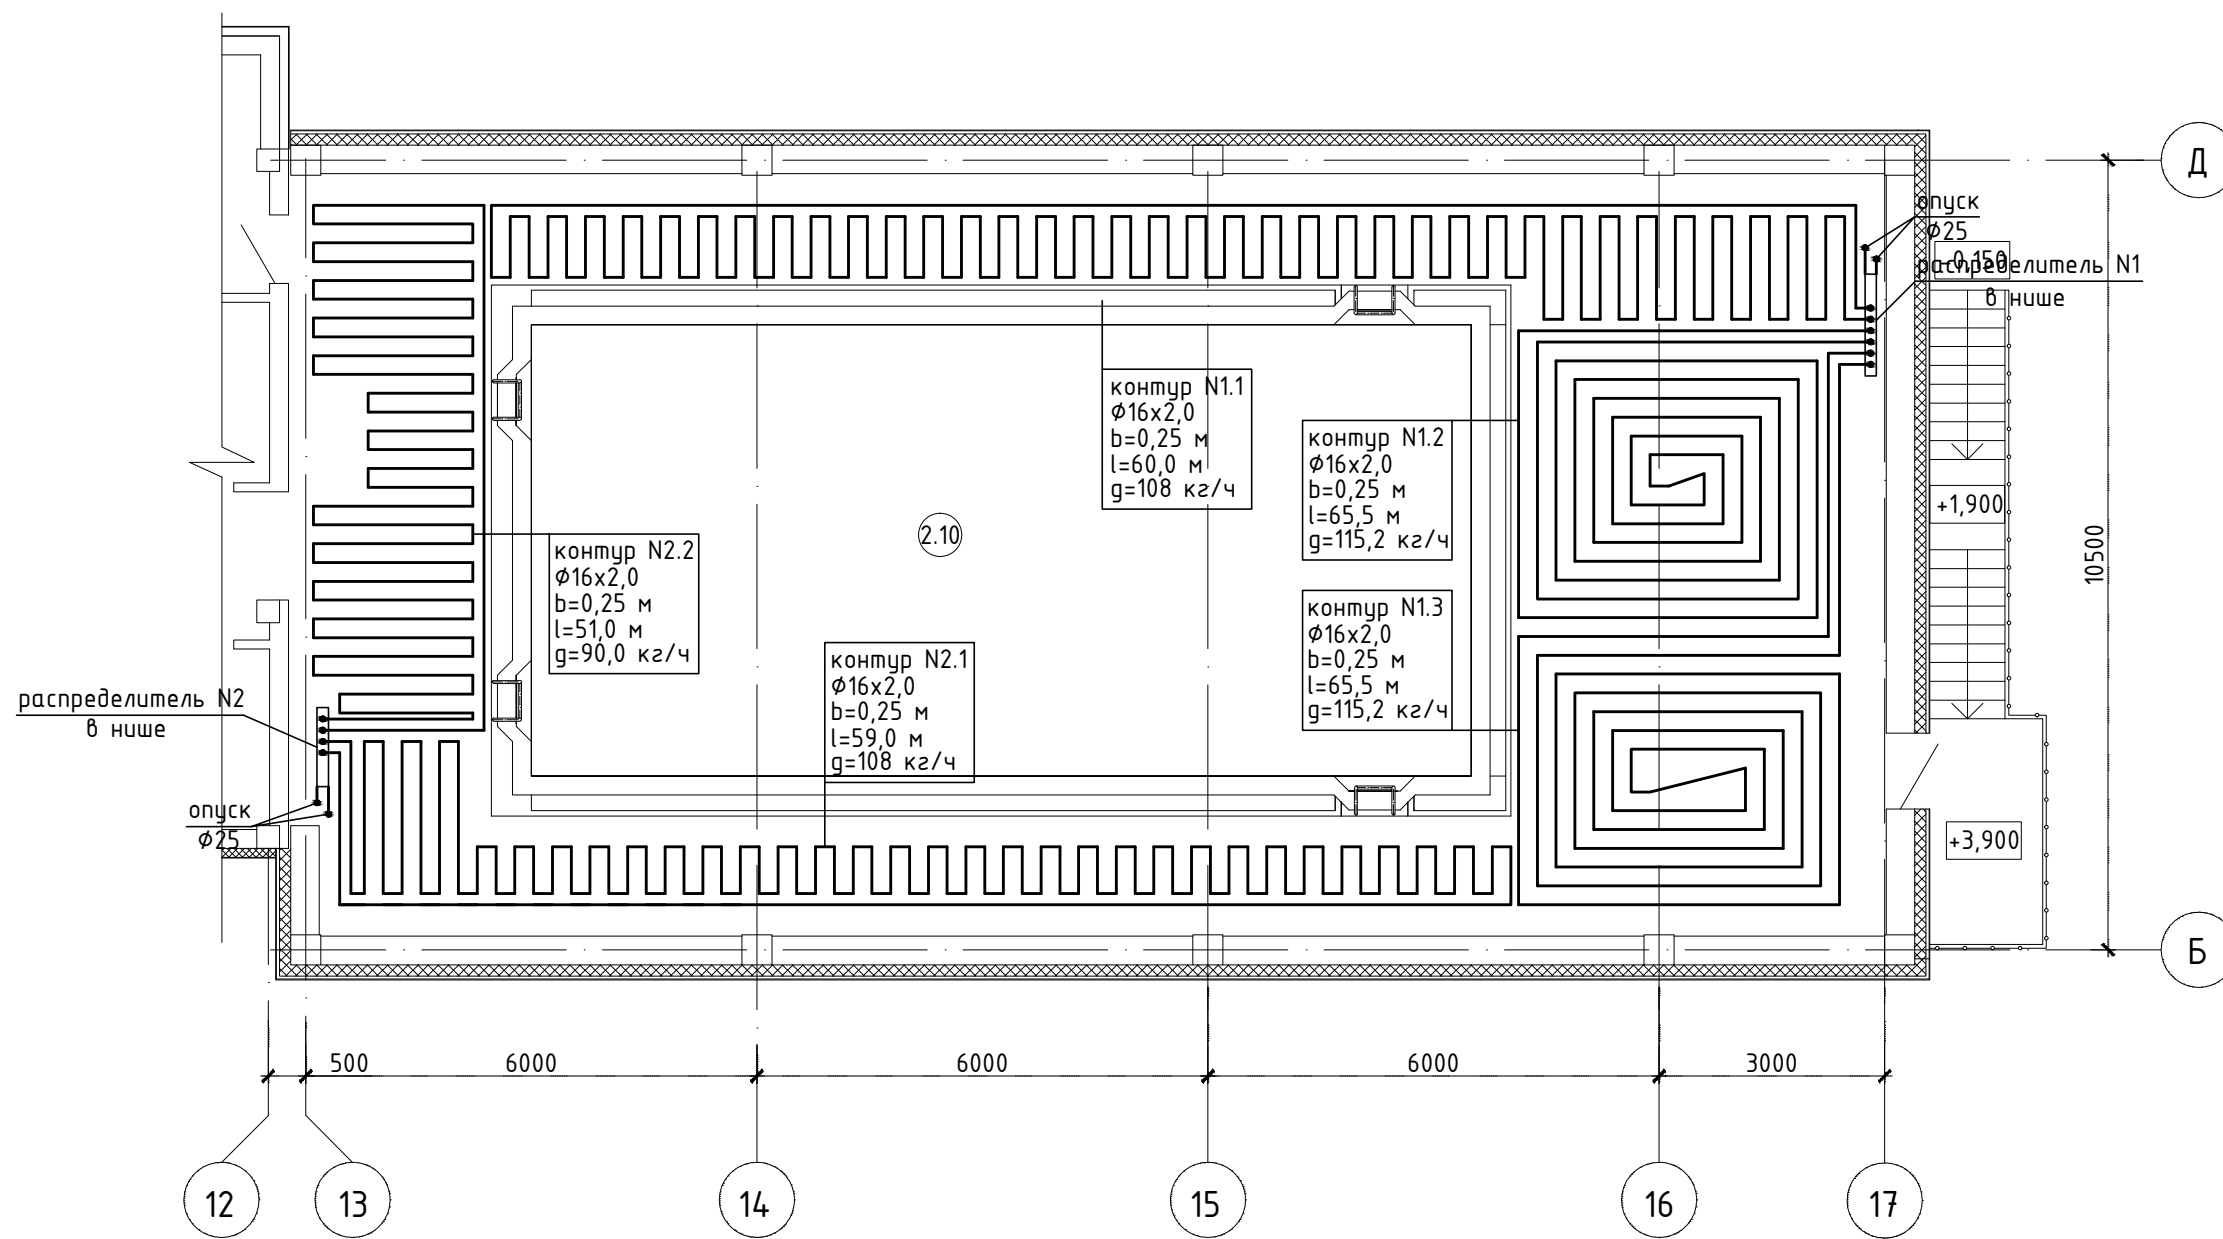 Д
опуск
Ф25
-0,150
распределитель N1
в нише
контур N1.1
Ф16х2,0
b=0,25 м
l=60,0 м
g=108 кг/ч
контур N1.2
Ф16х2,0
b=0,25 м
l=65,5 м
g=115,2 кг/ч
+1,900
2.10
контур N2.2
Ф16х2,0
b=0,25 м
l=51,0 м
g=90,0 кг/ч
10500
контур N1.3
Ф16х2,0
b=0,25 м
l=65,5 м
g=115,2 кг/ч
контур N2.1
Ф16х2,0
b=0,25 м
l=59,0 м
g=108 кг/ч
распределитель N2
в нише
опуск
Ф25
+3,900
Б
500 6000 6000 6000 3000
12 13 14 15 16 17